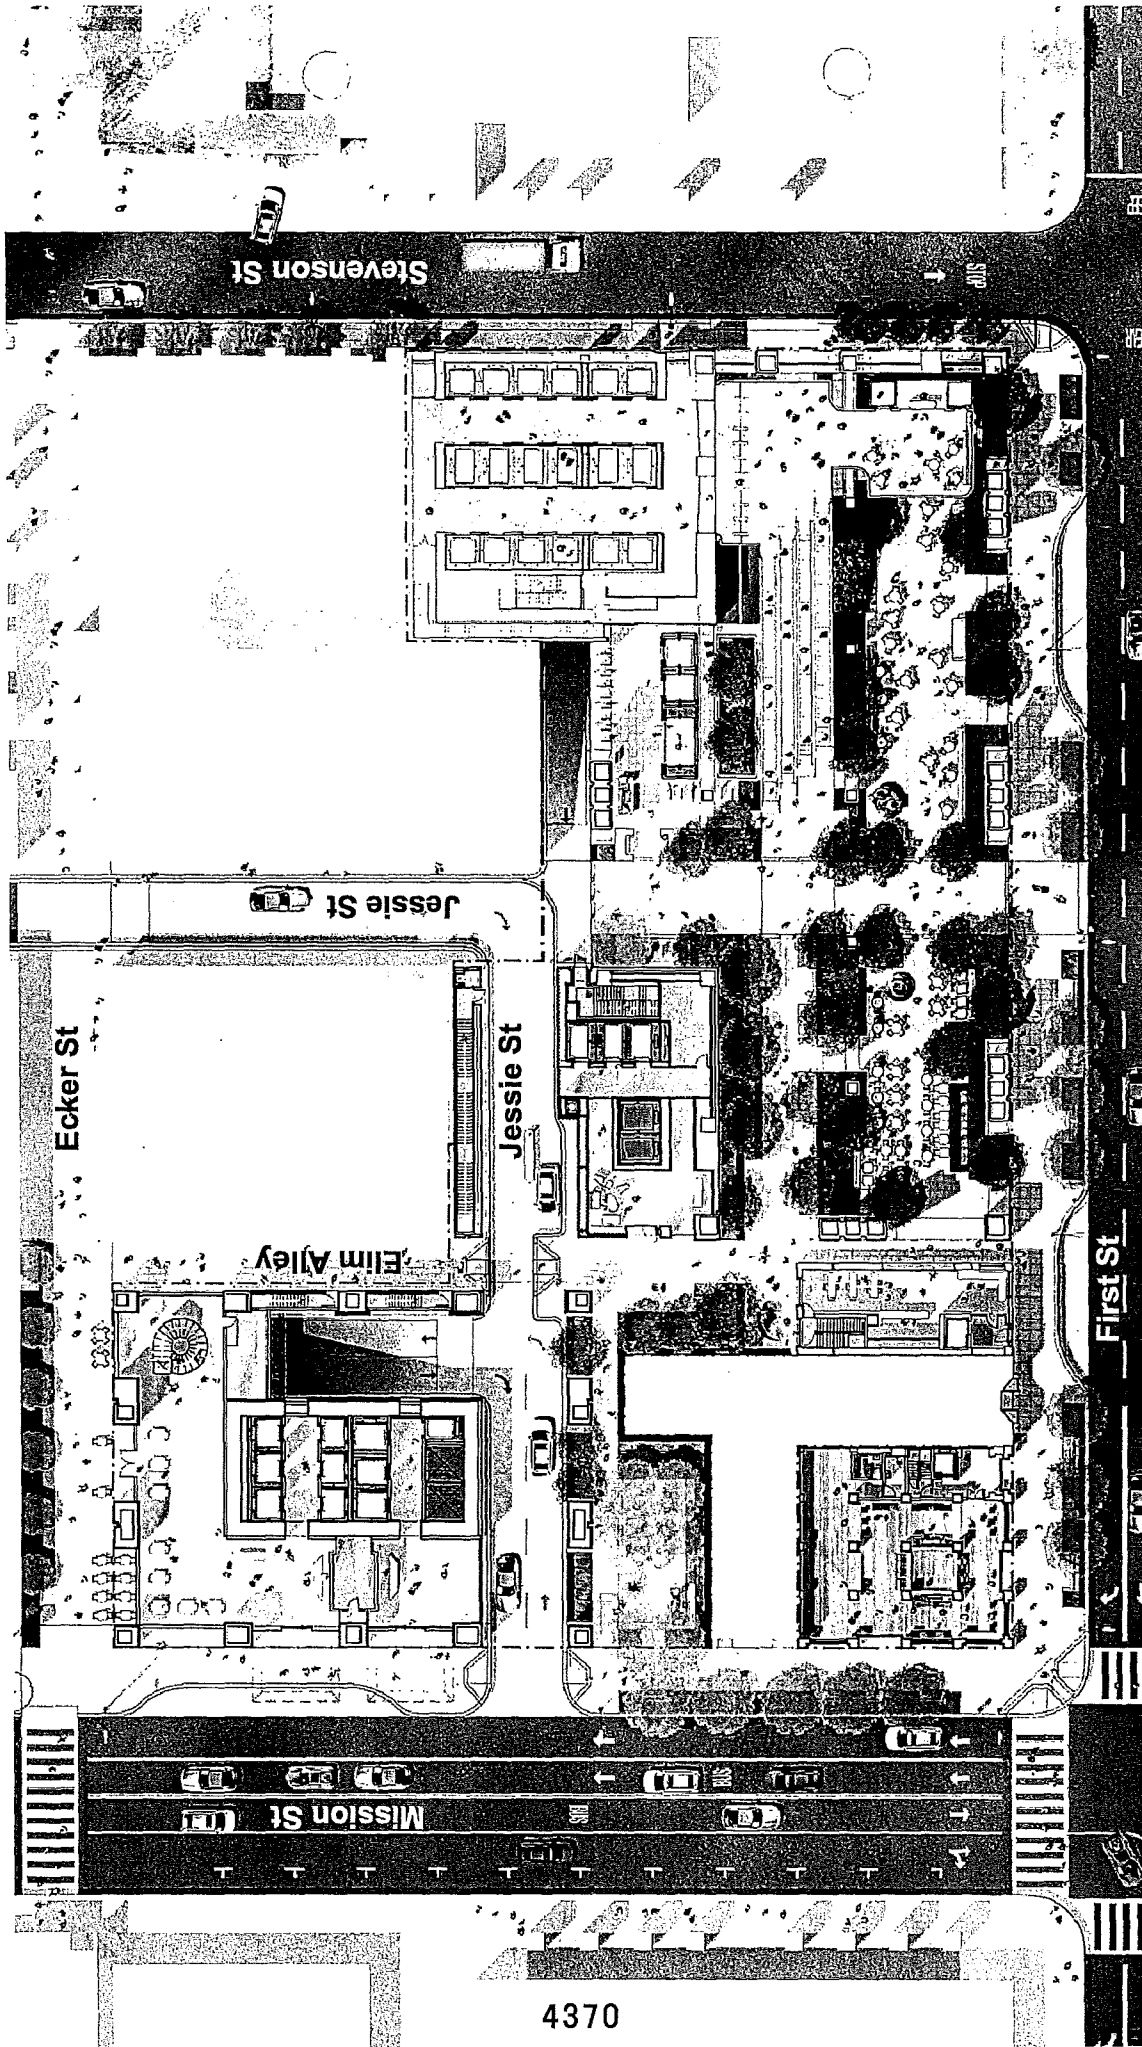 Stevenson St
STOP
Jessie St
Ecker St
Jessie St
Elim Alley
First St
BUS
Mission St
BUS
4370